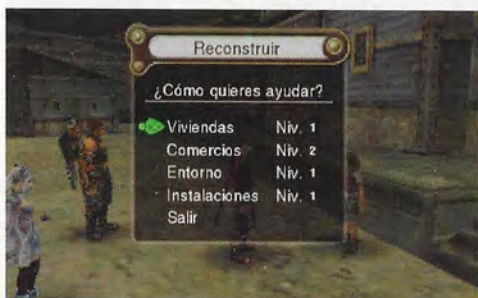 Reconstruir
¿Cómo quieres ayudar?
Viviendas Niv. 1
Comercios Niv. 2
Entorno Niv. 1
Instalaciones Niv. 1
Salir